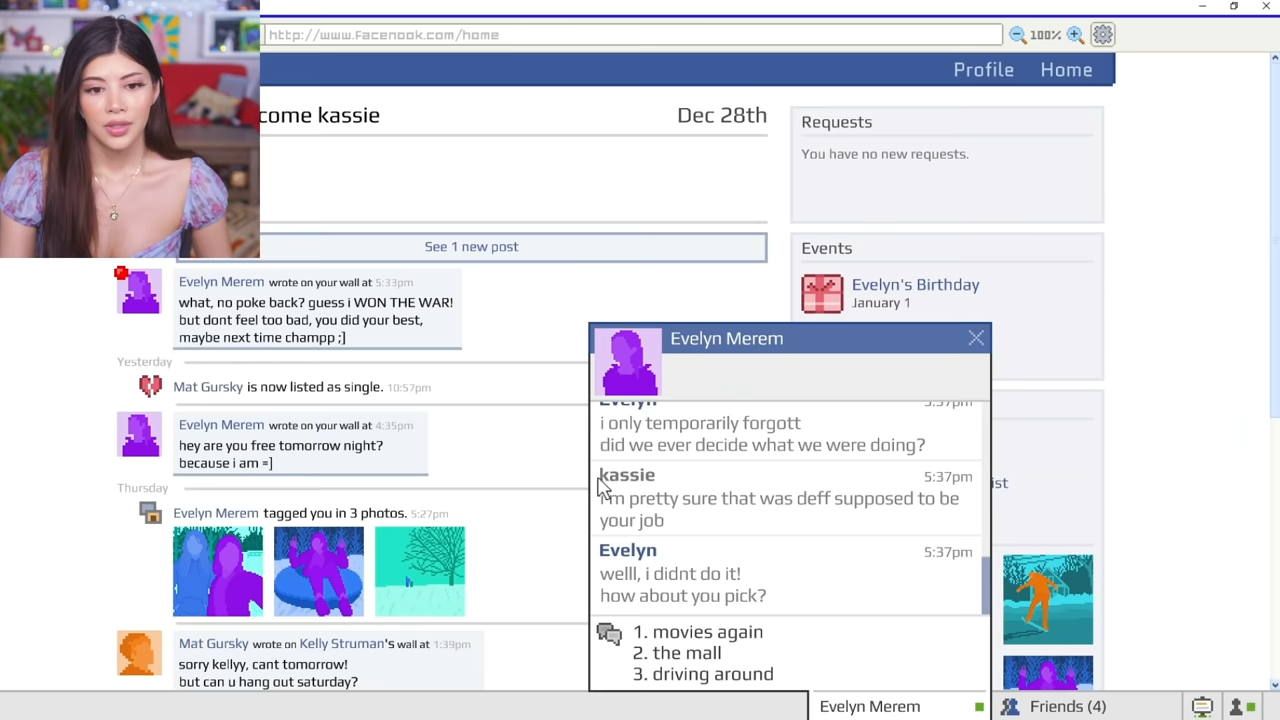 http://www.facenook.com/home
100%
Profile
Home
come kassie
Dec 28th
See 1 new post
Evelyn Merem wrote on your wall at 5:33pm
what, no poke back? guess i WON THE WAR!
but dont feel too bad, you did your best,
maybe next time champp ;]
Yesterday
Mat Gursky is now listed as single. 10:57pm
Evelyn Merem wrote on your wall at 4:35pm
hey are you free tomorrow night?
because i am =]
Thursday
Evelyn Merem tagged you in 3 photos. 5:27pm
Mat Gursky wrote on Kelly Struman's wall at 1:39pm
sorry kellyy, cant tomorrow!
but can u hang out saturday?
Requests
You have no new requests.
Events
Evelyn's Birthday
January 1
ist
Evelyn Merem
Evelyn 5:37pm
i only temporarily forgott
did we ever decide what we were doing?
kassie 5:37pm
i'm pretty sure that was deff supposed to be
your job
Evelyn 5:37pm
welll, i didnt do it!
how about you pick?
1. movies again
2. the mall
3. driving around
Evelyn Merem
Friends (4)